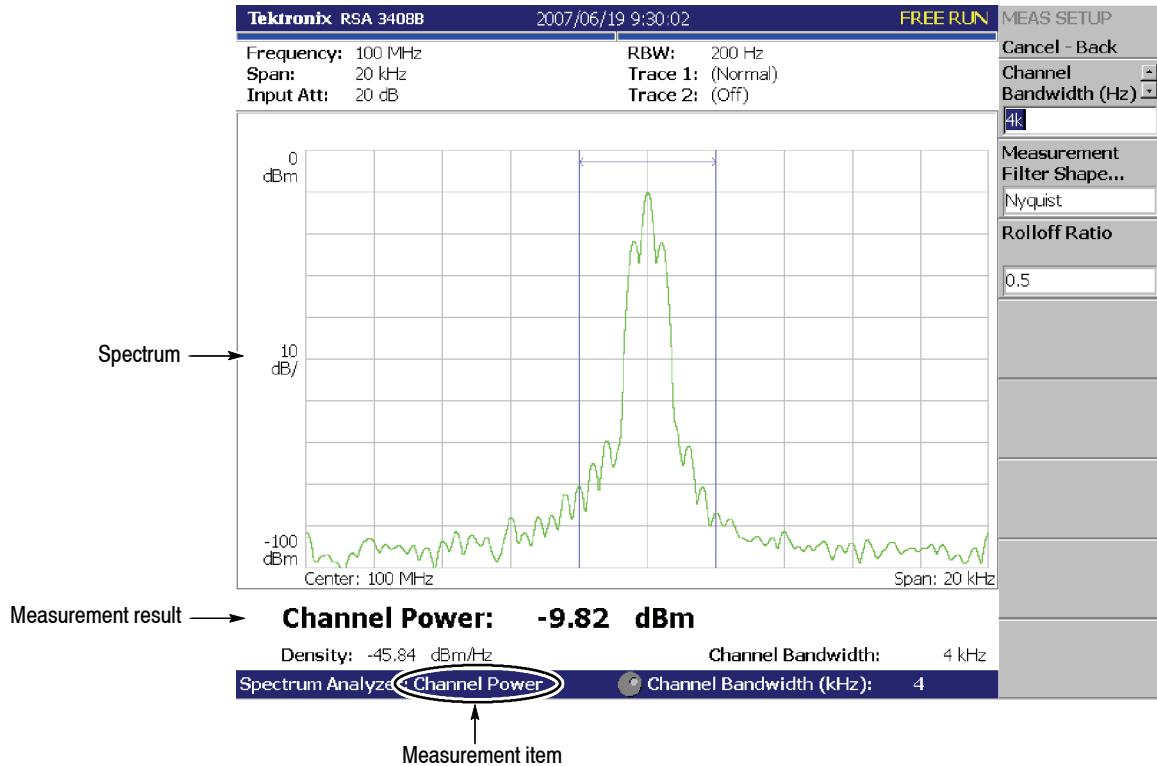 Tektronix RSA 3408B 2007/06/19 9:30:02 FREE RUN
Frequency: 100 MHz RBW: 200 Hz
Span: 20 kHz Trace 1: (Normal)
Input Att: 20 dB Trace 2: (Off)
0
dBm
10
dB/
-100
dBm
Center: 100 MHz Span: 20 kHz
Channel Power: -9.82 dBm
Density: -45.84 dBm/Hz Channel Bandwidth: 4 kHz
Spectrum Analyzer: Channel Power Channel Bandwidth (kHz): 4
MEAS SETUP
Cancel - Back
Channel
Bandwidth (Hz)
4k
Measurement
Filter Shape...
Nyquist
Rolloff Ratio
0.5
Spectrum
Measurement result
Measurement item